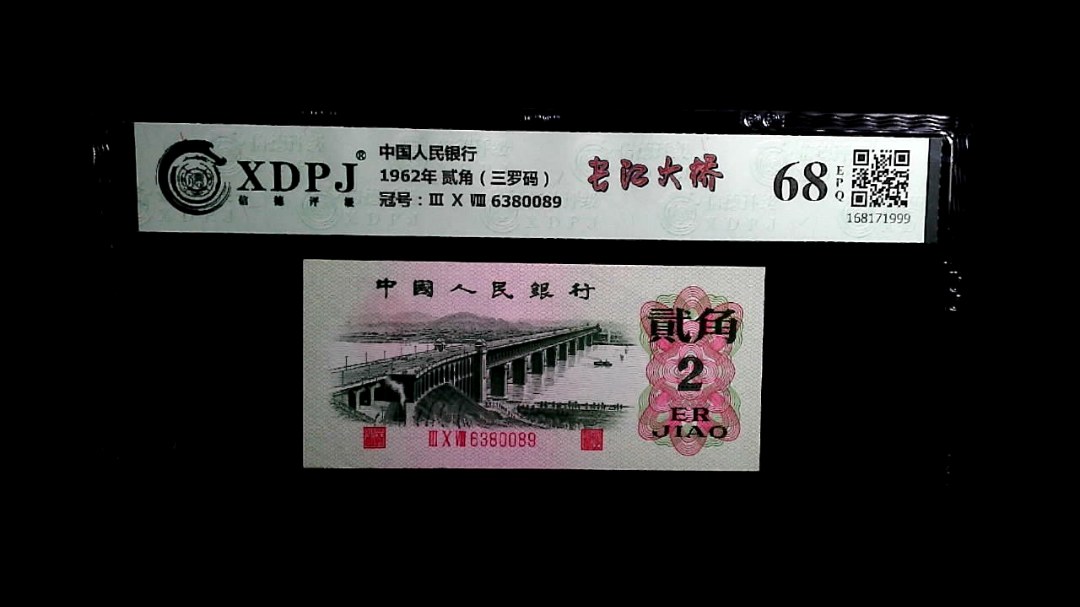 XDPJ®
信德评级
中国人民银行
1962年 贰角（三罗码）
冠号：Ⅲ Ⅹ Ⅷ 6380089
长江大桥
68
EPQ
168171999
中國人民銀行
貳角
2
ER
JIAO
Ⅲ Ⅹ Ⅷ 6380089